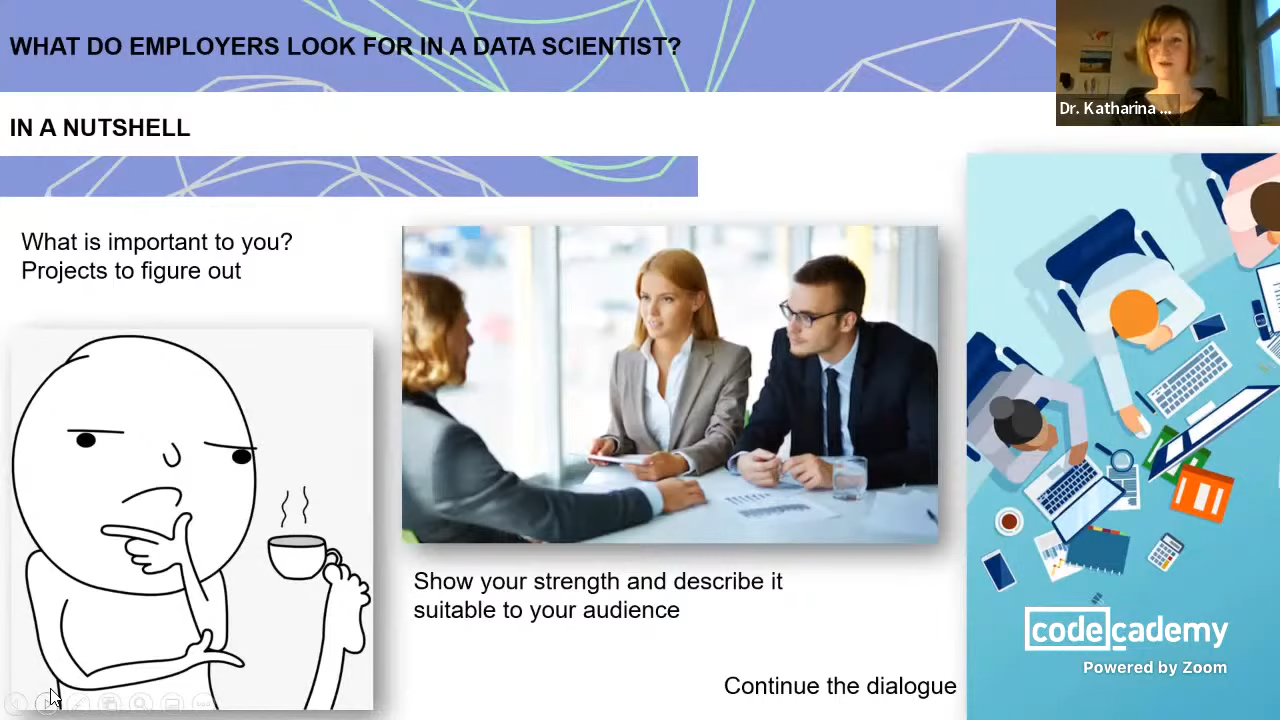 WHAT DO EMPLOYERS LOOK FOR IN A DATA SCIENTIST?
Dr. Katharina ...
IN A NUTSHELL
What is important to you?
Projects to figure out
Show your strength and describe it
suitable to your audience
Continue the dialogue
codecademy
Powered by Zoom